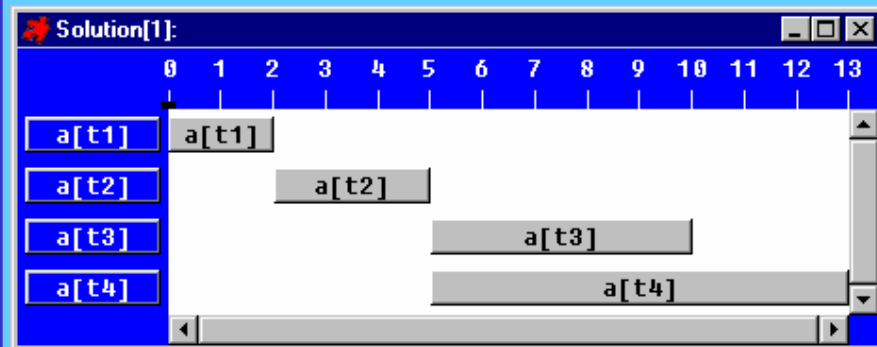 Solution[1]:
0 1 2 3 4 5 6 7 8 9 10 11 12 13
a[t1] a[t1]
a[t2] a[t2]
a[t3] a[t3]
a[t4] a[t4]